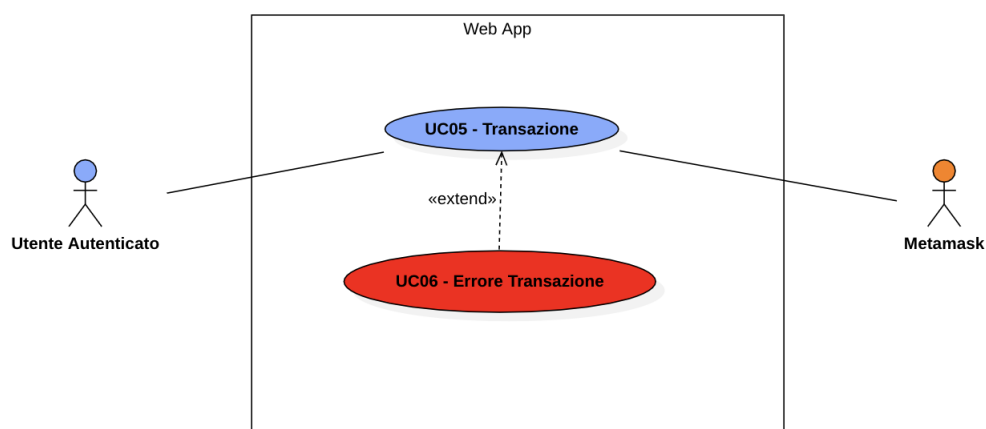 Web App
UC05 - Transazione
«extend»
Utente Autenticato
Metamask
UC06 - Errore Transazione